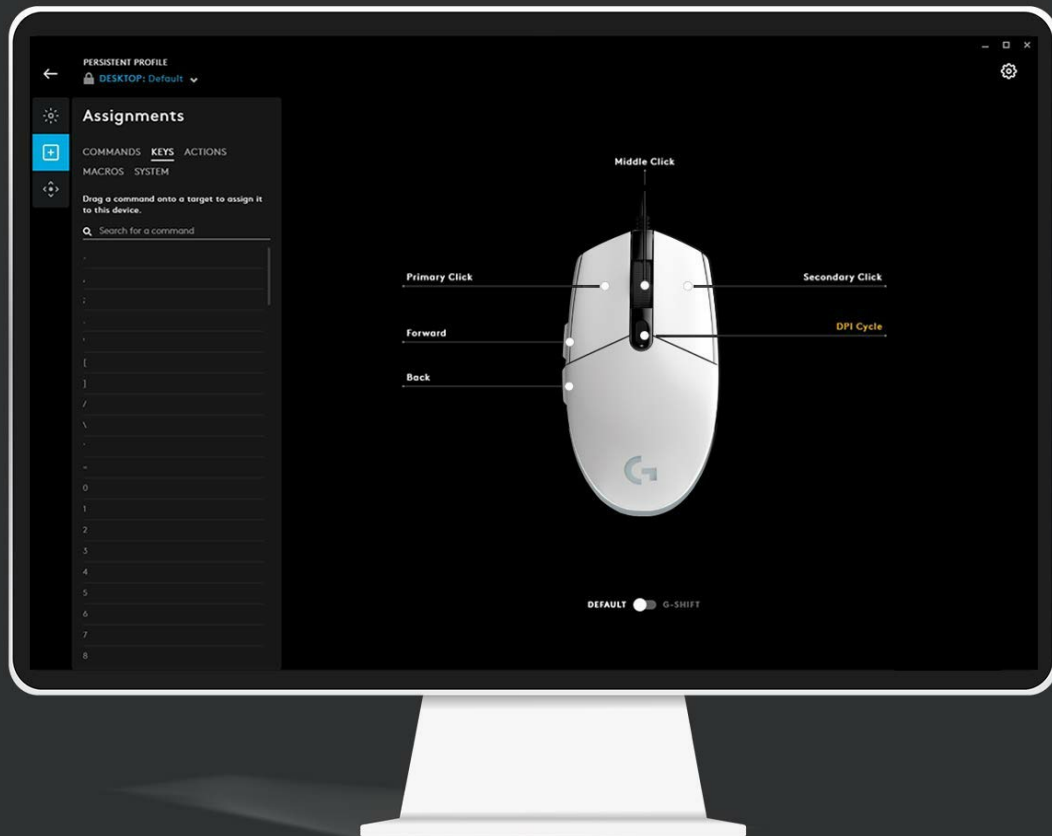 PERSISTENT PROFILE
DESKTOP: Default
Assignments
COMMANDS KEYS ACTIONS
MACROS SYSTEM
Drag a command onto a target to assign it
to this device.
Search for a command
;
[
]
/
\
0
1
2
3
4
5
6
7
8
Middle Click
Primary Click
Secondary Click
Forward
DPI Cycle
Back
G
DEFAULT G-SHIFT